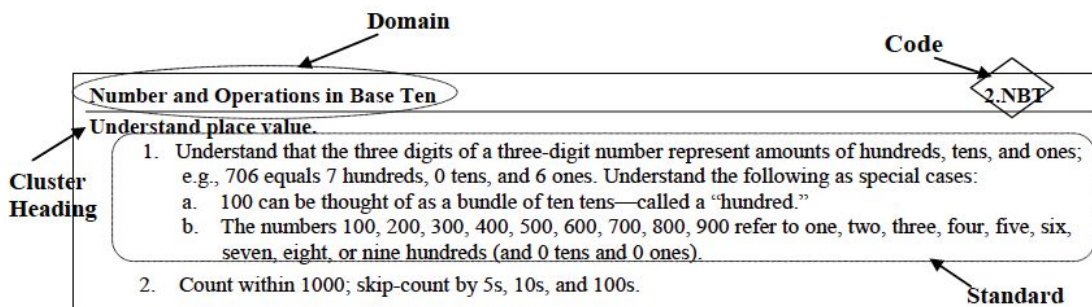 Domain
Code
Number and Operations in Base Ten
2.NBT
Understand place value.
1. Understand that the three digits of a three-digit number represent amounts of hundreds, tens, and ones;
e.g., 706 equals 7 hundreds, 0 tens, and 6 ones. Understand the following as special cases:
a. 100 can be thought of as a bundle of ten tens—called a “hundred.”
b. The numbers 100, 200, 300, 400, 500, 600, 700, 800, 900 refer to one, two, three, four, five, six,
seven, eight, or nine hundreds (and 0 tens and 0 ones).
Cluster
Heading
2. Count within 1000; skip-count by 5s, 10s, and 100s.
Standard